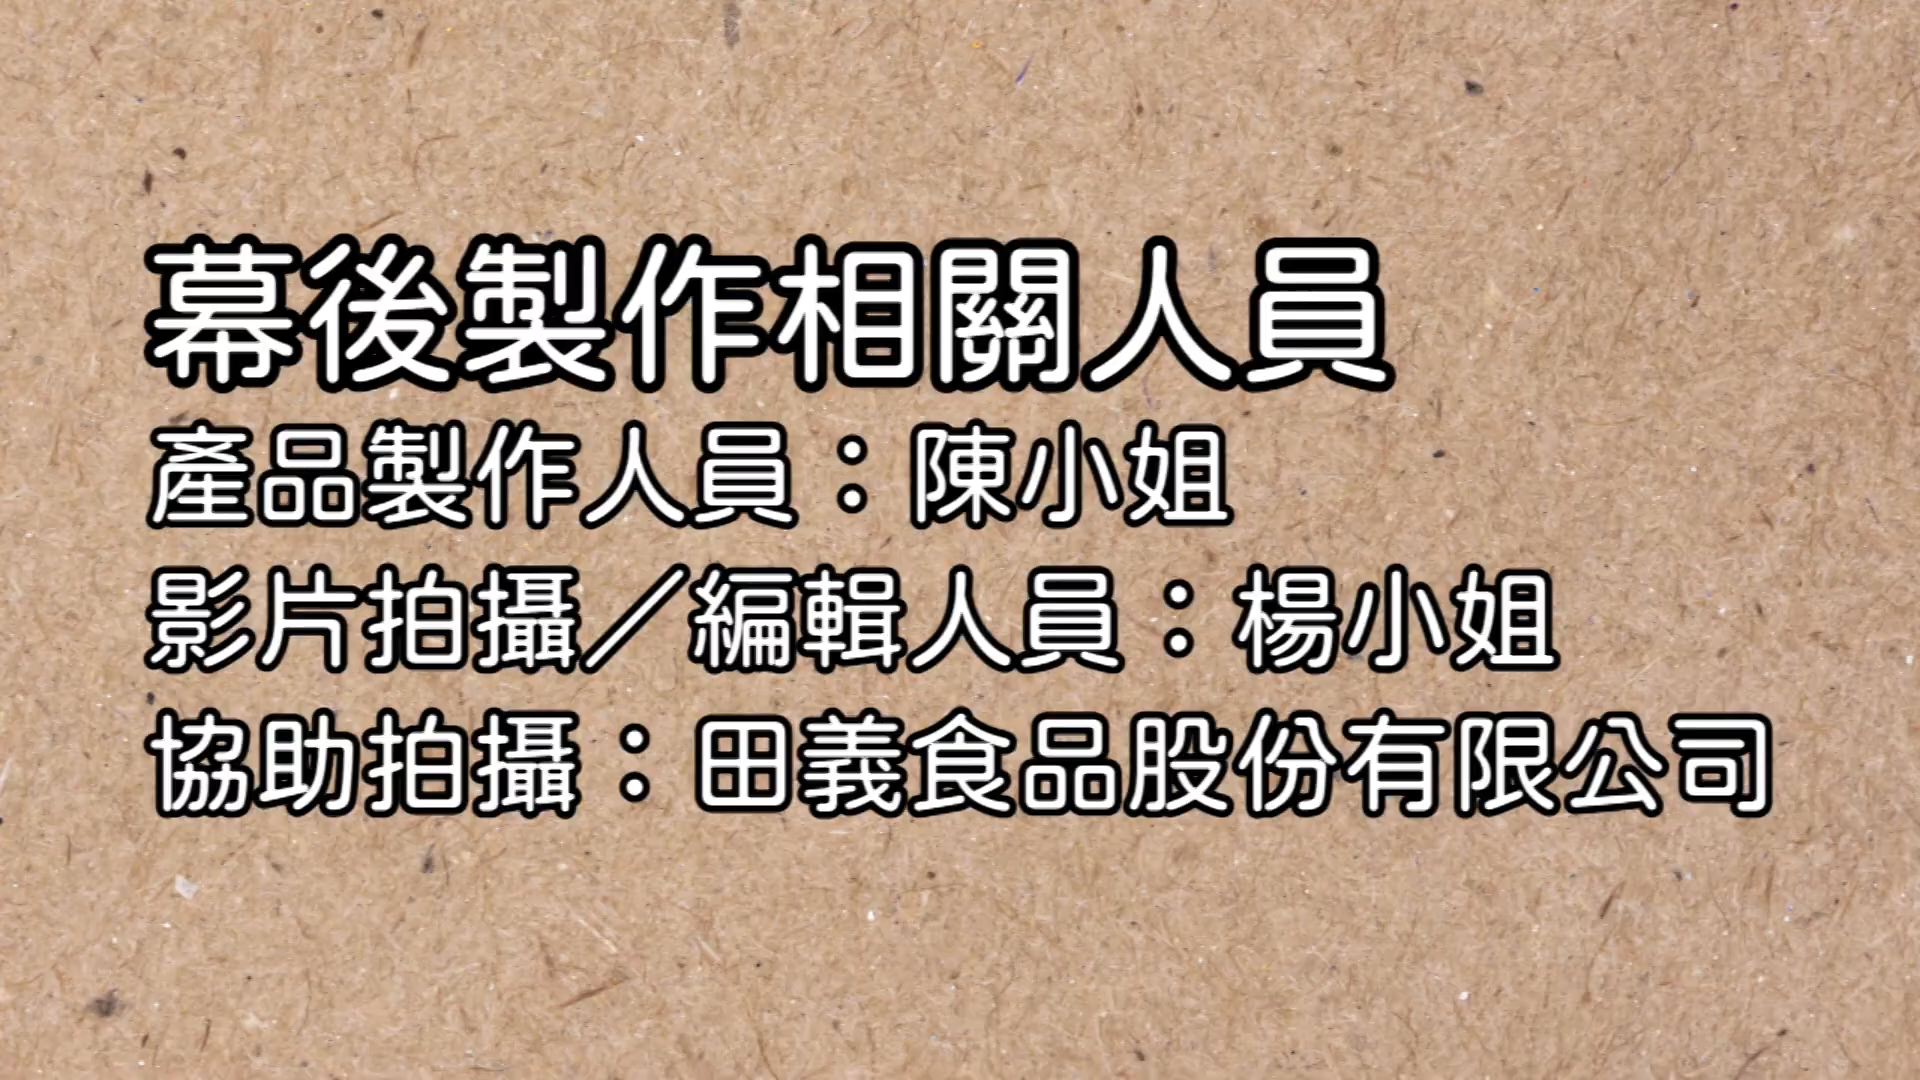 幕後製作相關人員
產品製作人員：陳小姐
影片拍攝／編輯人員：楊小姐
協助拍攝：田義食品股份有限公司